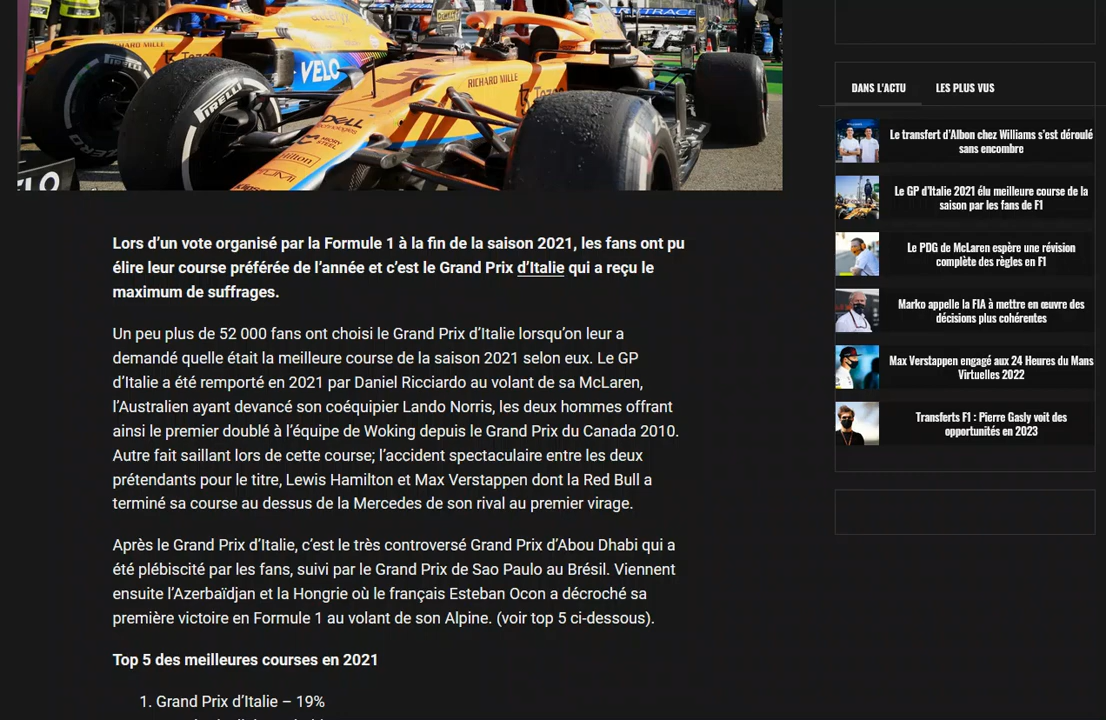 RICHARD MILLE
VELO
RICHARD MILLE
PIRELLI
DELL
Technologies
Hilton
DANS L'ACTU
LES PLUS VUS
Le transfert d'Albon chez Williams s'est déroulé
sans encombre
Le GP d'Italie 2021 élu meilleure course de la
saison par les fans de F1
Le PDG de McLaren espère une révision
complète des règles en F1
Marko appelle la FIA à mettre en œuvre des
décisions plus cohérentes
Max Verstappen engagé aux 24 Heures du Mans
Virtuelles 2022
Transferts F1 : Pierre Gasly voit des
opportunités en 2023
Lors d'un vote organisé par la Formule 1 à la fin de la saison 2021, les fans ont pu
élire leur course préférée de l'année et c'est le Grand Prix d'Italie qui a reçu le
maximum de suffrages.
Un peu plus de 52 000 fans ont choisi le Grand Prix d'Italie lorsqu'on leur a
demandé quelle était la meilleure course de la saison 2021 selon eux. Le GP
d'Italie a été remporté en 2021 par Daniel Ricciardo au volant de sa McLaren,
l'Australien ayant devancé son coéquipier Lando Norris, les deux hommes offrant
ainsi le premier doublé à l'équipe de Woking depuis le Grand Prix du Canada 2010.
Autre fait saillant lors de cette course; l'accident spectaculaire entre les deux
prétendants pour le titre, Lewis Hamilton et Max Verstappen dont la Red Bull a
terminé sa course au dessus de la Mercedes de son rival au premier virage.
Après le Grand Prix d'Italie, c'est le très controversé Grand Prix d'Abou Dhabi qui a
été plébiscité par les fans, suivi par le Grand Prix de Sao Paulo au Brésil. Viennent
ensuite l'Azerbaïdjan et la Hongrie où le français Esteban Ocon a décroché sa
première victoire en Formule 1 au volant de son Alpine. (voir top 5 ci-dessous).
Top 5 des meilleures courses en 2021
1. Grand Prix d'Italie – 19%